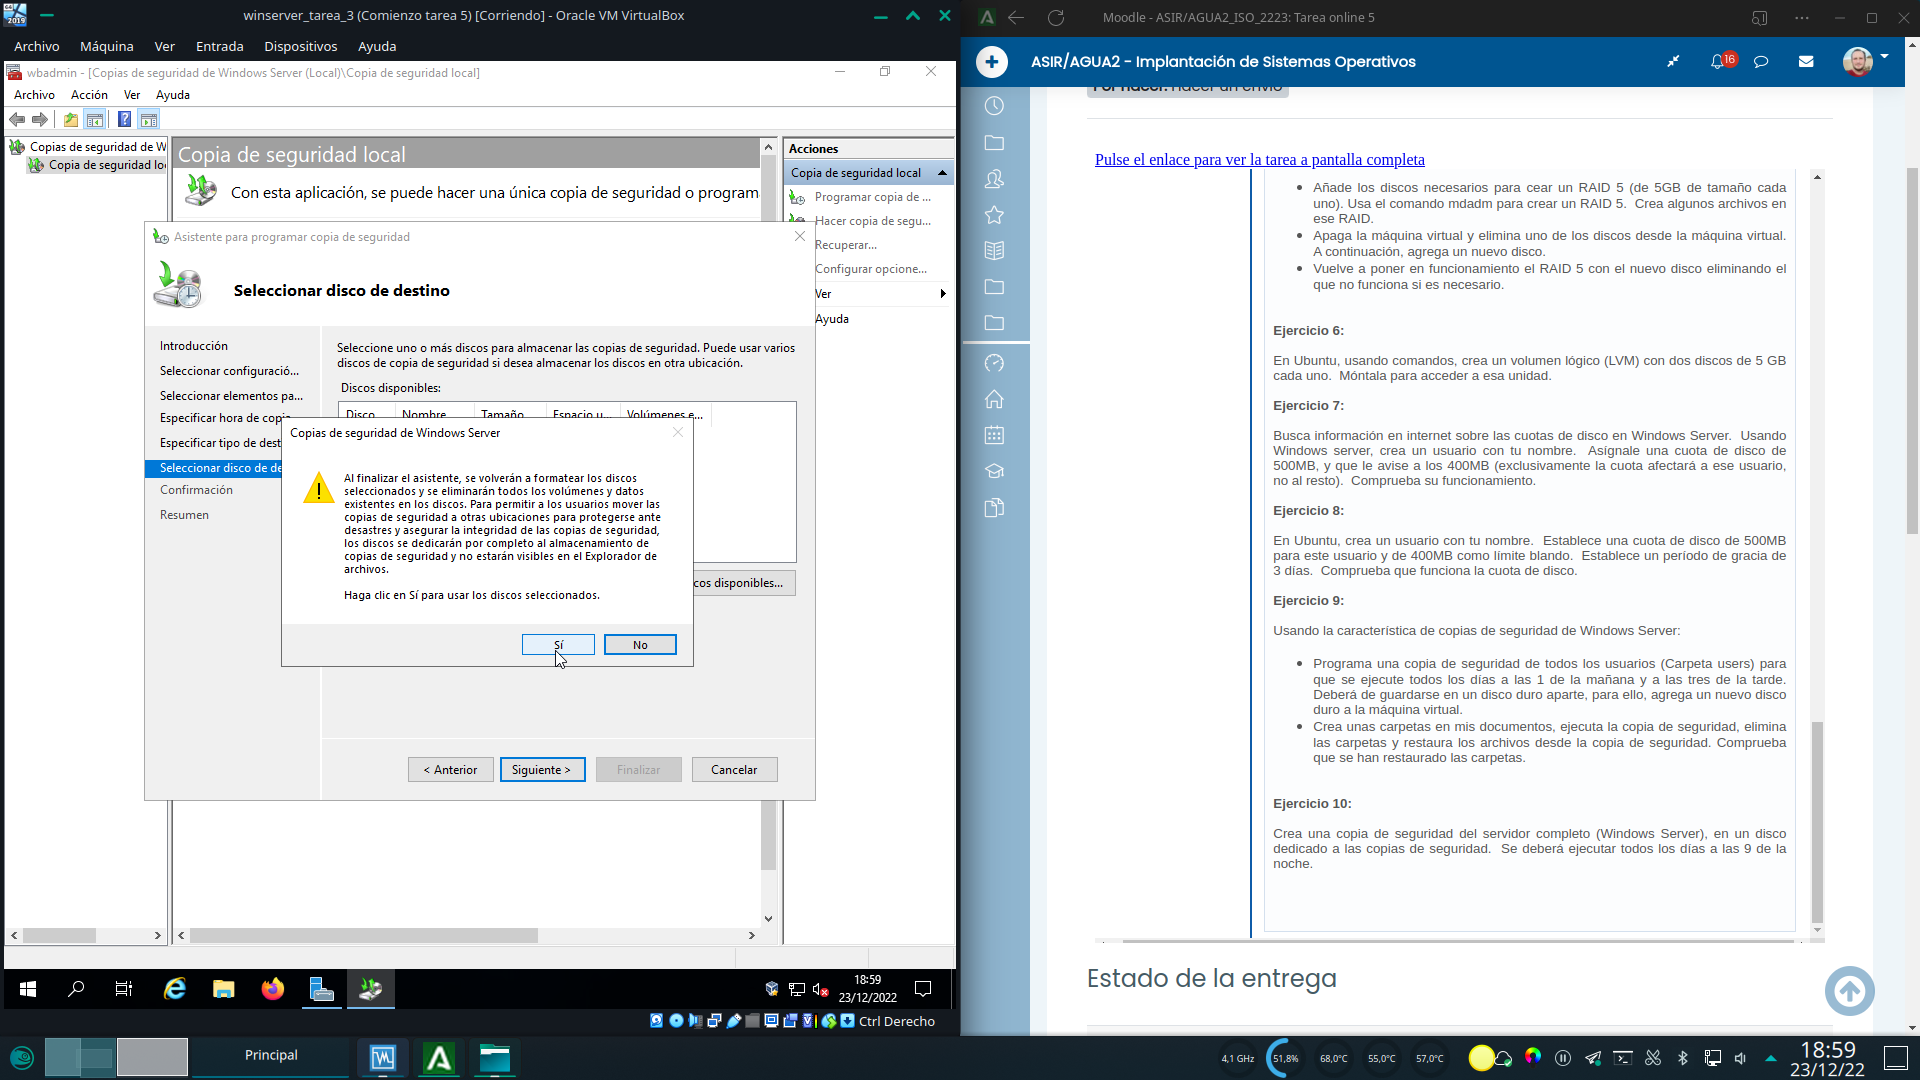 winserver_tarea_3 (Comienzo tarea 5) [Corriendo] - Oracle VM VirtualBox
Archivo Máquina Ver Entrada Dispositivos Ayuda
wbadmin - [Copias de seguridad de Windows Server (Local)\Copia de seguridad local]
Archivo Acción Ver Ayuda
Copias de seguridad de W
Copia de seguridad lo
Copia de seguridad local
Con esta aplicación, se puede hacer una única copia de seguridad o program
Acciones
Copia de seguridad local
Programar copia de ...
Hacer copia de segu...
Recuperar...
Configurar opcione...
Ver
Ayuda
Asistente para programar copia de seguridad
Seleccionar disco de destino
Introducción
Seleccionar configuració...
Seleccionar elementos pa...
Especificar hora de copia
Especificar tipo de dest
Seleccionar disco de de
Confirmación
Resumen
Seleccione uno o más discos para almacenar las copias de seguridad. Puede usar varios
discos de copia de seguridad si desea almacenar los discos en otra ubicación.
Discos disponibles:
Disco Nombre Tamaño Espacio u... Volúmenes e...
Copias de seguridad de Windows Server
Al finalizar el asistente, se volverán a formatear los discos
seleccionados y se eliminarán todos los volúmenes y datos
existentes en los discos. Para permitir a los usuarios mover las
copias de seguridad a otras ubicaciones para protegerse ante
desastres y asegurar la integridad de las copias de seguridad,
los discos se dedicarán por completo al almacenamiento de
copias de seguridad y no estarán visibles en el Explorador de
archivos.
Haga clic en Sí para usar los discos seleccionados.
Sí No
cos disponibles...
< Anterior Siguiente > Finalizar Cancelar
18:59
23/12/2022
Ctrl Derecho
Moodle - ASIR/AGUA2_ISO_2223: Tarea online 5
ASIR/AGUA2 - Implantación de Sistemas Operativos
16
Por hacer: Hacer un envío
Pulse el enlace para ver la tarea a pantalla completa
Añade los discos necesarios para cear un RAID 5 (de 5GB de tamaño cada
uno). Usa el comando mdadm para crear un RAID 5. Crea algunos archivos en
ese RAID.
Apaga la máquina virtual y elimina uno de los discos desde la máquina virtual.
A continuación, agrega un nuevo disco.
Vuelve a poner en funcionamiento el RAID 5 con el nuevo disco eliminando el
que no funciona si es necesario.
Ejercicio 6:
En Ubuntu, usando comandos, crea un volumen lógico (LVM) con dos discos de 5 GB
cada uno. Móntala para acceder a esa unidad.
Ejercicio 7:
Busca información en internet sobre las cuotas de disco en Windows Server. Usando
Windows server, crea un usuario con tu nombre. Asígnale una cuota de disco de
500MB, y que le avise a los 400MB (exclusivamente la cuota afectará a ese usuario,
no al resto). Comprueba su funcionamiento.
Ejercicio 8:
En Ubuntu, crea un usuario con tu nombre. Establece una cuota de disco de 500MB
para este usuario y de 400MB como límite blando. Establece un período de gracia de
3 días. Comprueba que funciona la cuota de disco.
Ejercicio 9:
Usando la característica de copias de seguridad de Windows Server:
Programa una copia de seguridad de todos los usuarios (Carpeta users) para
que se ejecute todos los días a las 1 de la mañana y a las tres de la tarde.
Deberá de guardarse en un disco duro aparte, para ello, agrega un nuevo disco
duro a la máquina virtual.
Crea unas carpetas en mis documentos, ejecuta la copia de seguridad, elimina
las carpetas y restaura los archivos desde la copia de seguridad. Comprueba
que se han restaurado las carpetas.
Ejercicio 10:
Crea una copia de seguridad del servidor completo (Windows Server), en un disco
dedicado a las copias de seguridad. Se deberá ejecutar todos los días a las 9 de la
noche.
Estado de la entrega
Principal
4,1 GHz 51,8% 68,0°C 55,0°C 57,0°C
18:59
23/12/22